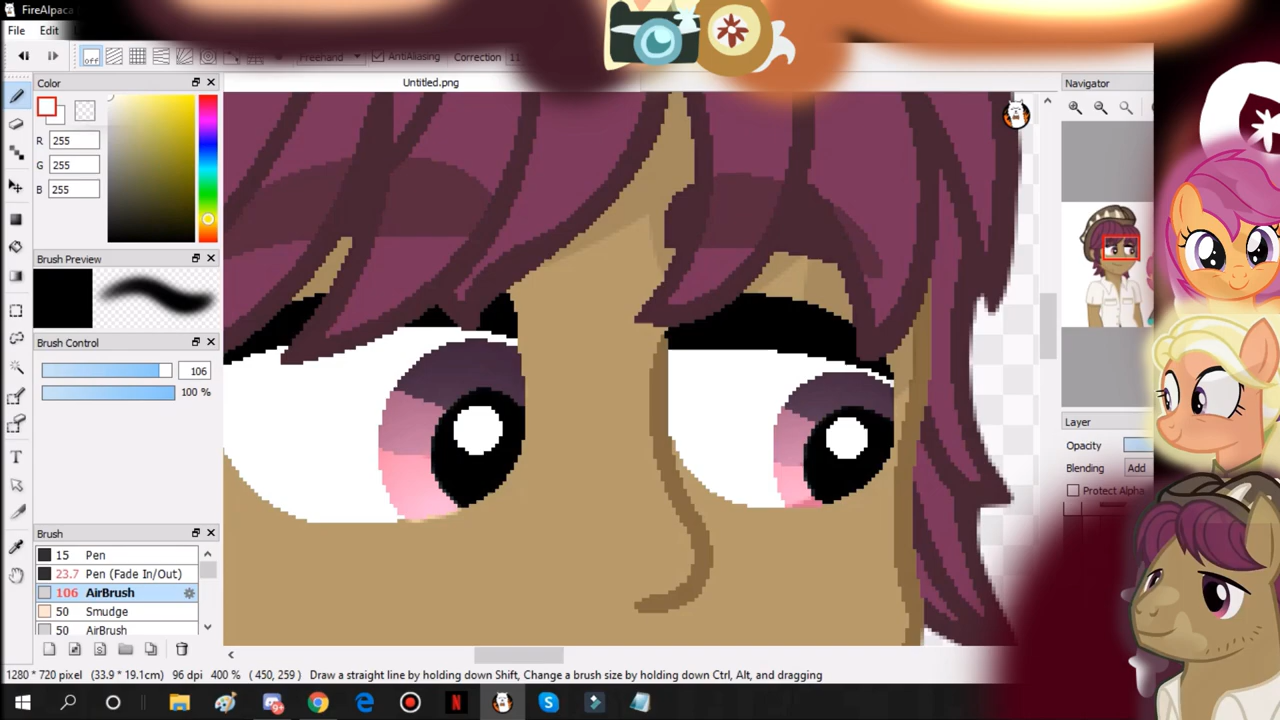 FireAlpaca
File Edit
off Freehand AntiAliasing Correction 11
Color
Untitled.png
Navigator
R 255
G 255
B 255
Brush Preview
Brush Control
106
100 %
Layer
Opacity
Blending Add
Protect Alpha
Brush
15 Pen
23.7 Pen (Fade In/Out)
106 AirBrush
50 Smudge
50 AirBrush
1280 * 720 pixel (33.9 * 19.1cm) 96 dpi 400 % (450, 259) Draw a straight line by holding down Shift, Change a brush size by holding down Ctrl, Alt, and dragging